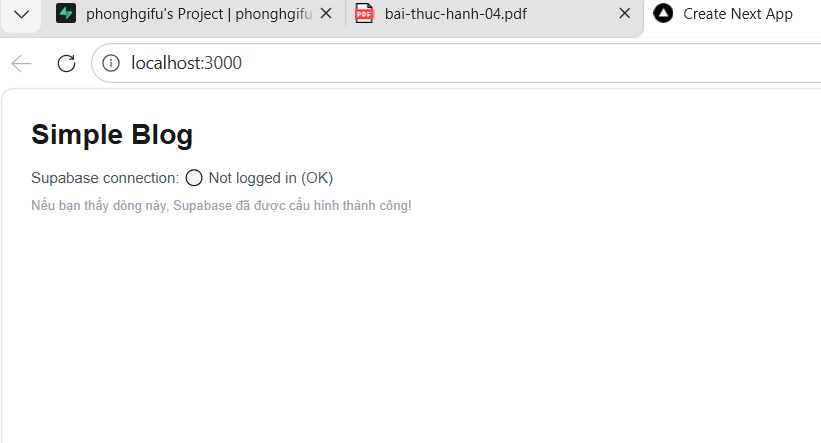 phonghgifu's Project | phonghgifu'
bai-thuc-hanh-04.pdf
Create Next App
localhost:3000
Simple Blog
Supabase connection: ⚪ Not logged in (OK)
Nếu bạn thấy dòng này, Supabase đã được cấu hình thành công!